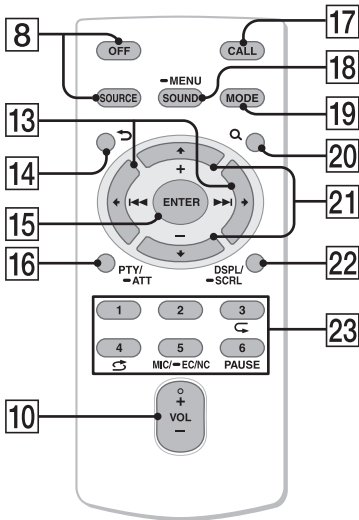 8
17
OFF
CALL
18
-MENU
SOURCE
SOUND
MODE
19
13
14
20
+
ENTER
15
21
-
16
PTY/
-ATT
DSPL/
-SCRL
22
1
2
3
23
4
5
6
MIC/-EC/NC
PAUSE
10
+
VOL
-